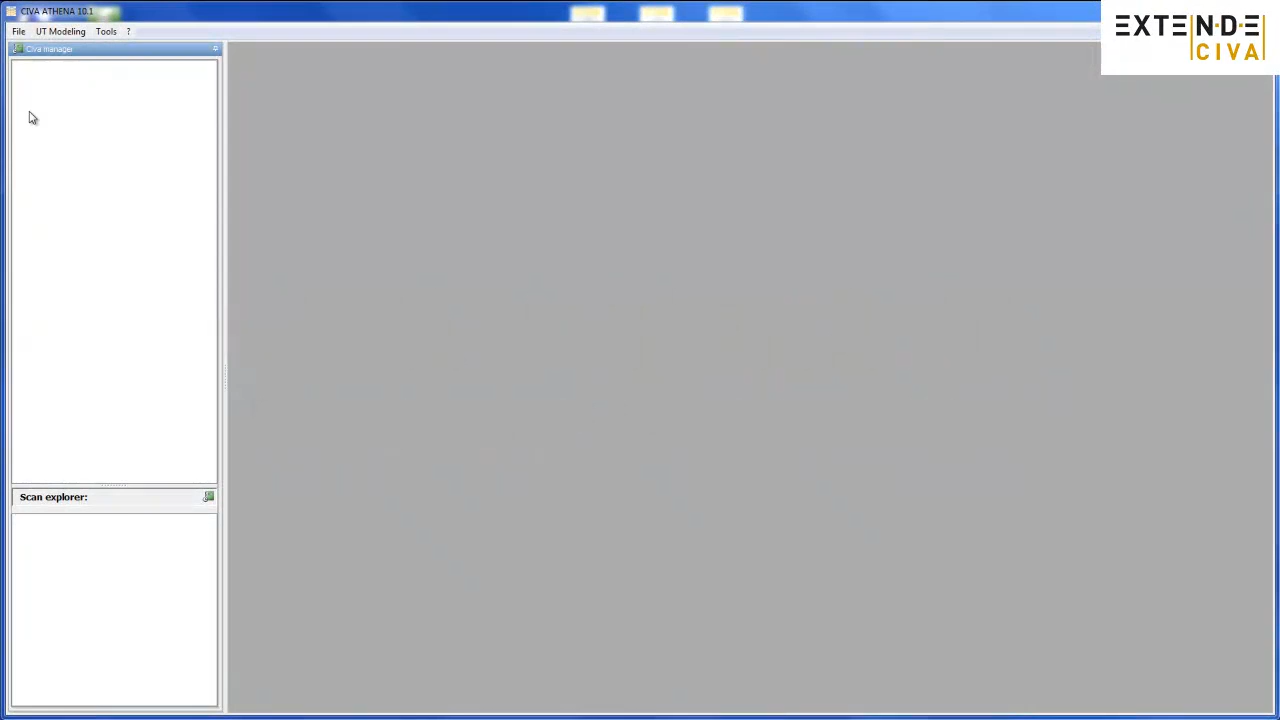 CIVA ATHENA 10.1
EXTENDE
CIVA
File UT Modeling Tools ?
Civa manager
Scan explorer: